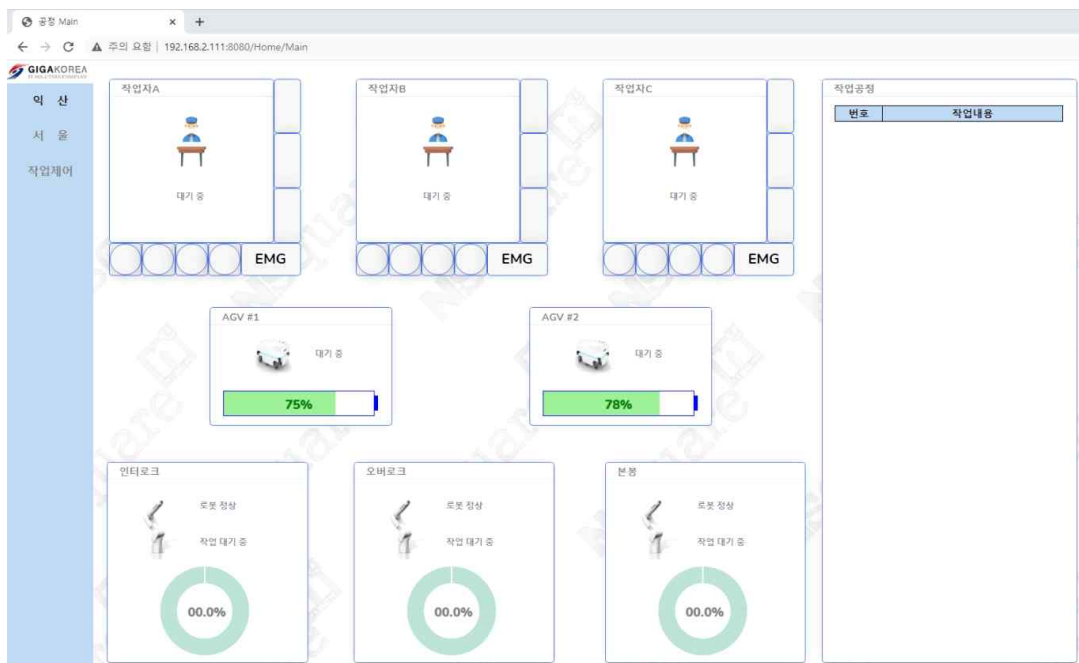 공정 Main
주의 요함 | 192.168.2.111:8080/Home/Main
GIGAKOREA
익 산
서 울
작업제어
작업자A
대기 중
EMG
작업자B
대기 중
EMG
작업자C
대기 중
EMG
작업공정
번호 작업내용
AGV #1
대기 중
75%
AGV #2
대기 중
78%
인터로크
로봇 정상
작업 대기 중
00.0%
오버로크
로봇 정상
작업 대기 중
00.0%
본봉
로봇 정상
작업 대기 중
00.0%
NSquare